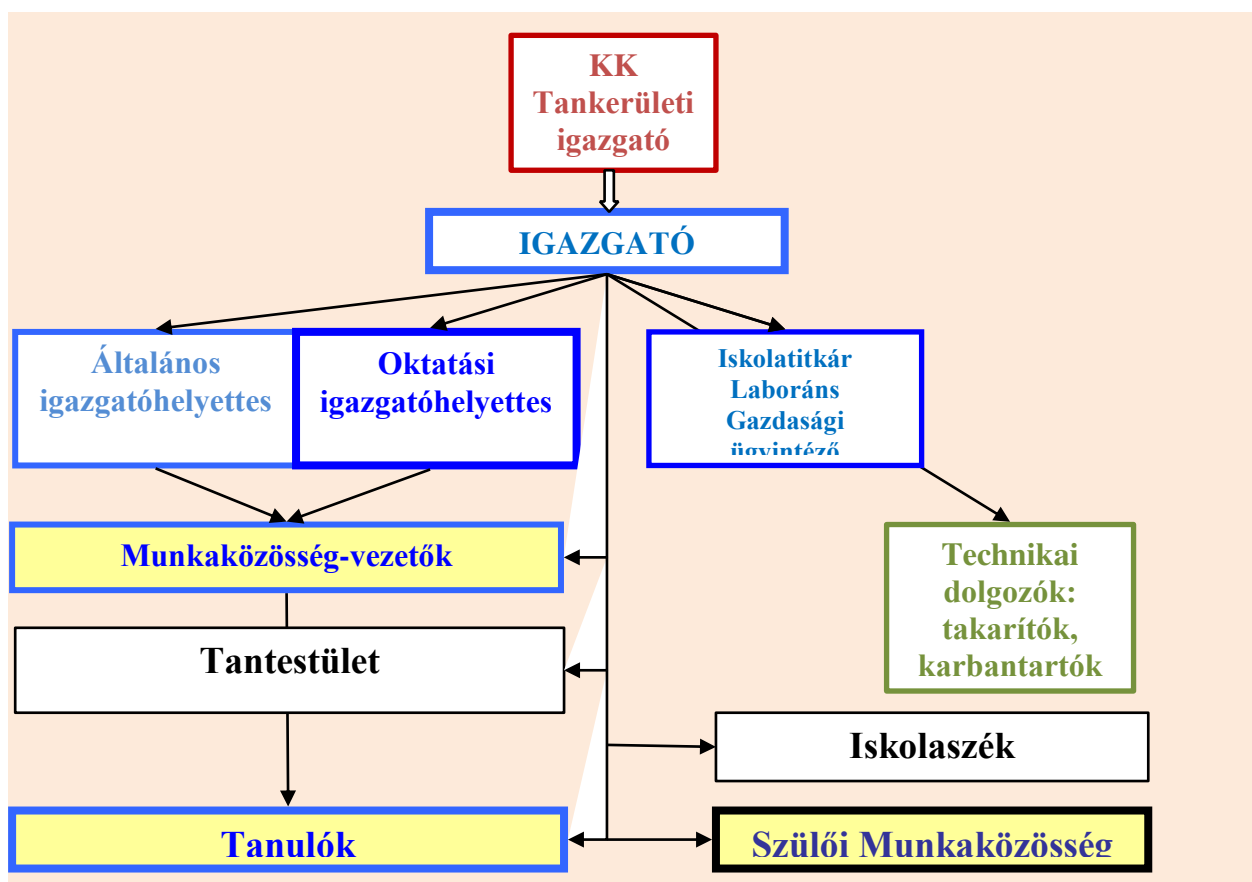 KK
Tankerületi
igazgató
IGAZGATÓ
Általános
igazgatóhelyettes
Oktatási
igazgatóhelyettes
Iskolatitkár
Laboráns
Gazdasági
ügyintéző
Munkaközösség-vezetők
Technikai
dolgozók:
takarítók,
karbantartók
Tantestület
Iskolaszék
Tanulók
Szülői Munkaközösség